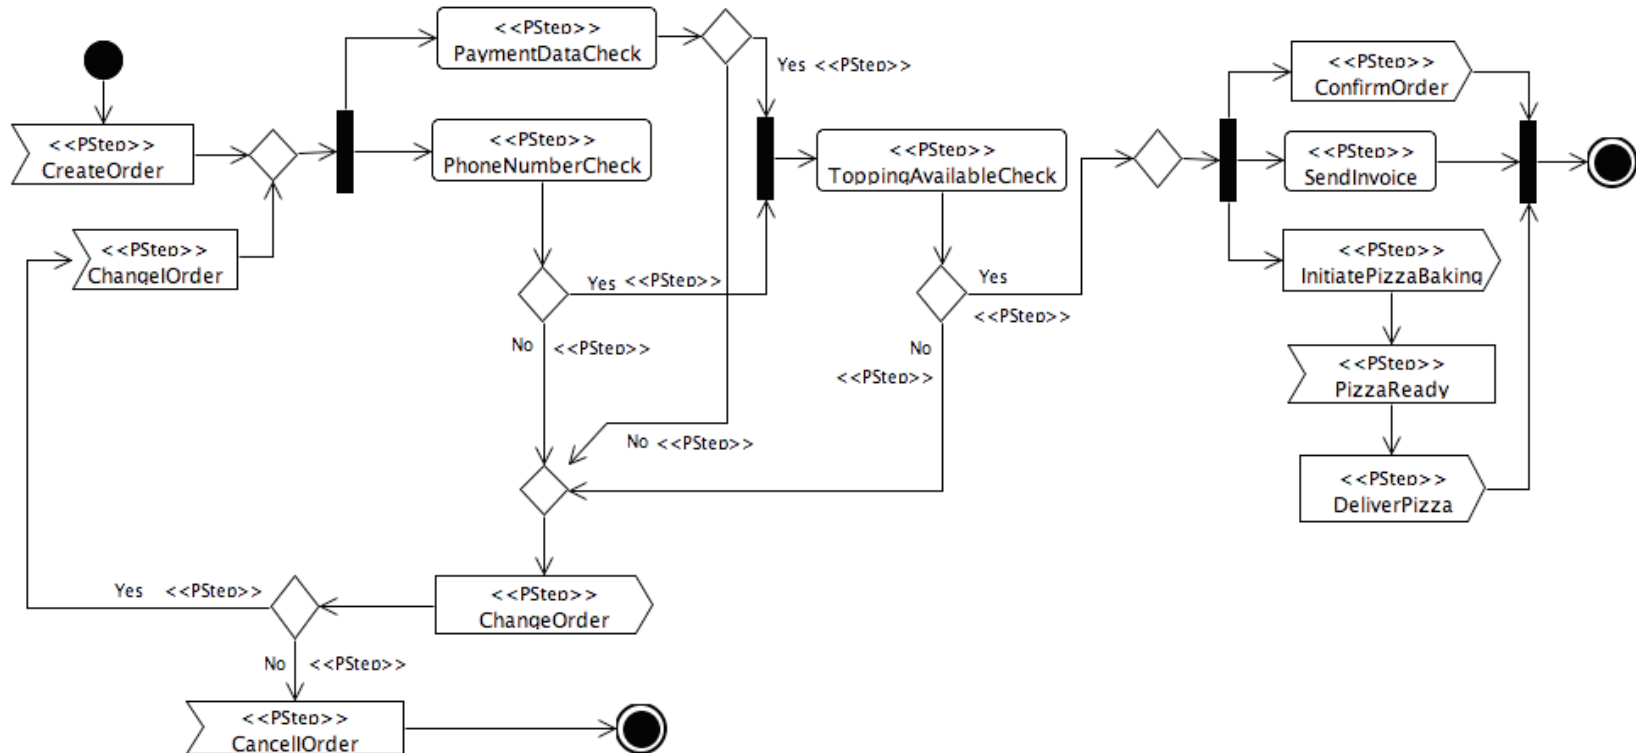 <<PStep>>
PaymentDataCheck
Yes <<PStep>>
<<PStep>>
ConfirmOrder
<<PStep>>
CreateOrder
<<PStep>>
PhoneNumberCheck
<<PStep>>
ToppingAvailableCheck
<<PStep>>
SendInvoice
<<PStep>>
ChangelOrder
Yes <<PStep>>
Yes
<<PStep>>
<<PStep>>
InitiatePizzaBaking
No <<PStep>>
No
<<PStep>>
<<PStep>>
PizzaReady
No <<PStep>>
<<PStep>>
DeliverPizza
Yes <<PStep>>
<<PStep>>
ChangeOrder
No <<PStep>>
<<PStep>>
CancellOrder